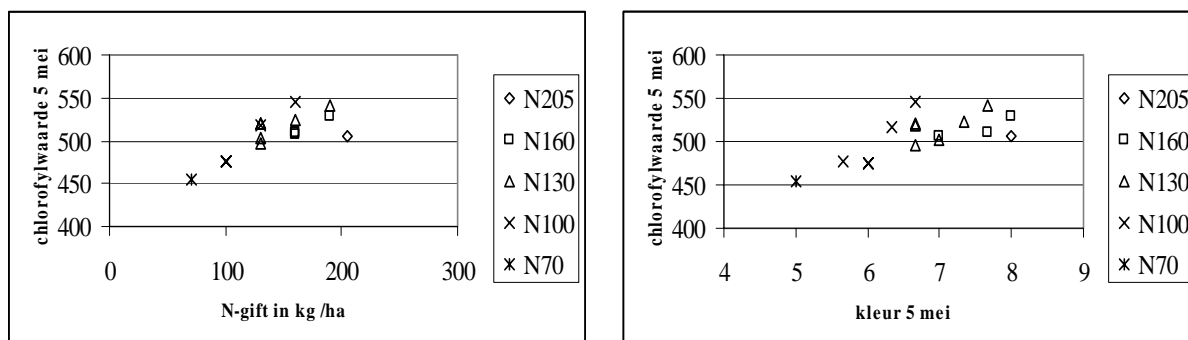 chlorofylwaarde 5 mei
600
550
500
450
400
0 100 200 300
N-gift in kg /ha
N205
N160
N130
N100
N70
chlorofylwaarde 5 mei
600
550
500
450
400
4 5 6 7 8 9
kleur 5 mei
N205
N160
N130
N100
N70